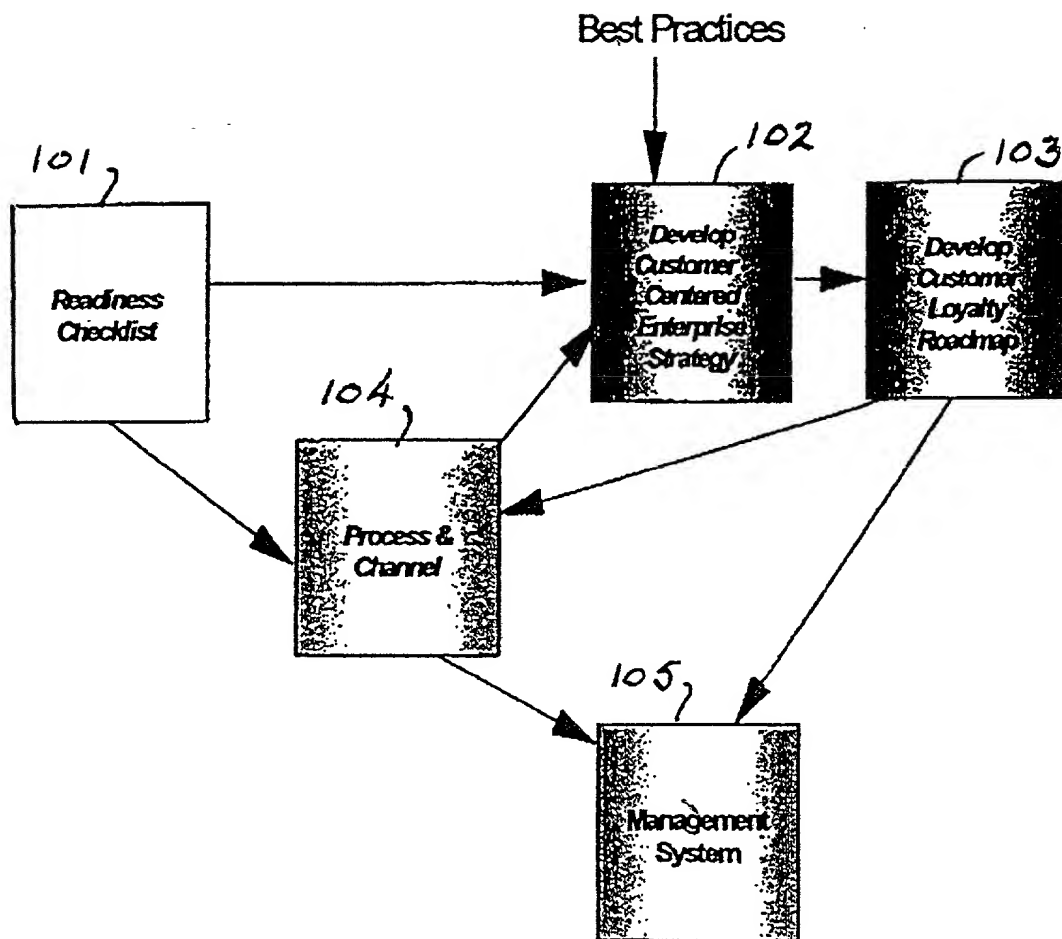 Best Practices
101
102
103
Readiness
Checklist
Develop
Customer
Centered
Enterprise
Strategy
Develop
Customer
Loyalty
Roadmap
104
Process &
Channel
105
Management
System